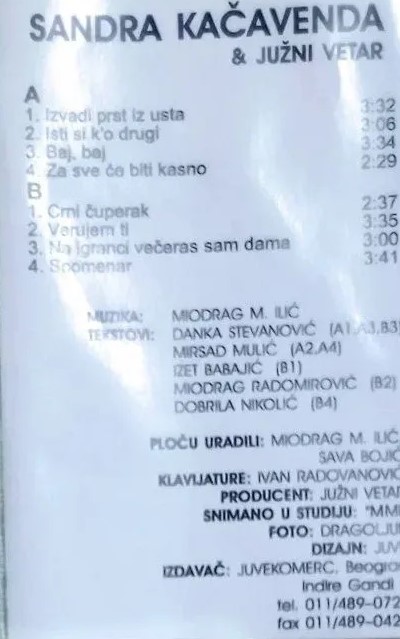 SANDRA KAČAVENDA
& JUŽNI VETAR
A
1. Izvadi prst iz usta 3:32
2. Isti si k'o drugi 3:06
3. Baj, baj 3:34
4. Za sve će biti kasno 2:29
B
1. Crni čuperak 2:37
2. Verujem ti 3:35
3. Na igranci večeras sam dama 3:00
4. Spomenar 3:41
MUZIKA: MIODRAG M. ILIĆ
TEKSTOVI: DANKA STEVANOVIĆ (A1,A3,B3)
MIRSAD MULIĆ (A2,A4)
IZET BABAJIĆ (B1)
MIODRAG RADOMIROVIĆ (B2)
DOBRILA NIKOLIĆ (B4)
PLOČU URADILI: MIODRAG M. ILIĆ
SAVA BOJIĆ
KLAVIJATURE: IVAN RADOVANOVIĆ
PRODUCENT: JUŽNI VETAR
SNIMANO U STUDIJU: "MMI
FOTO: DRAGOLJU
DIZAJN: JUV
IZDAVAČ: JUVEKOMERC, Beogra
Indire Gandi
tel. 011/489-072
fax 011/489-042